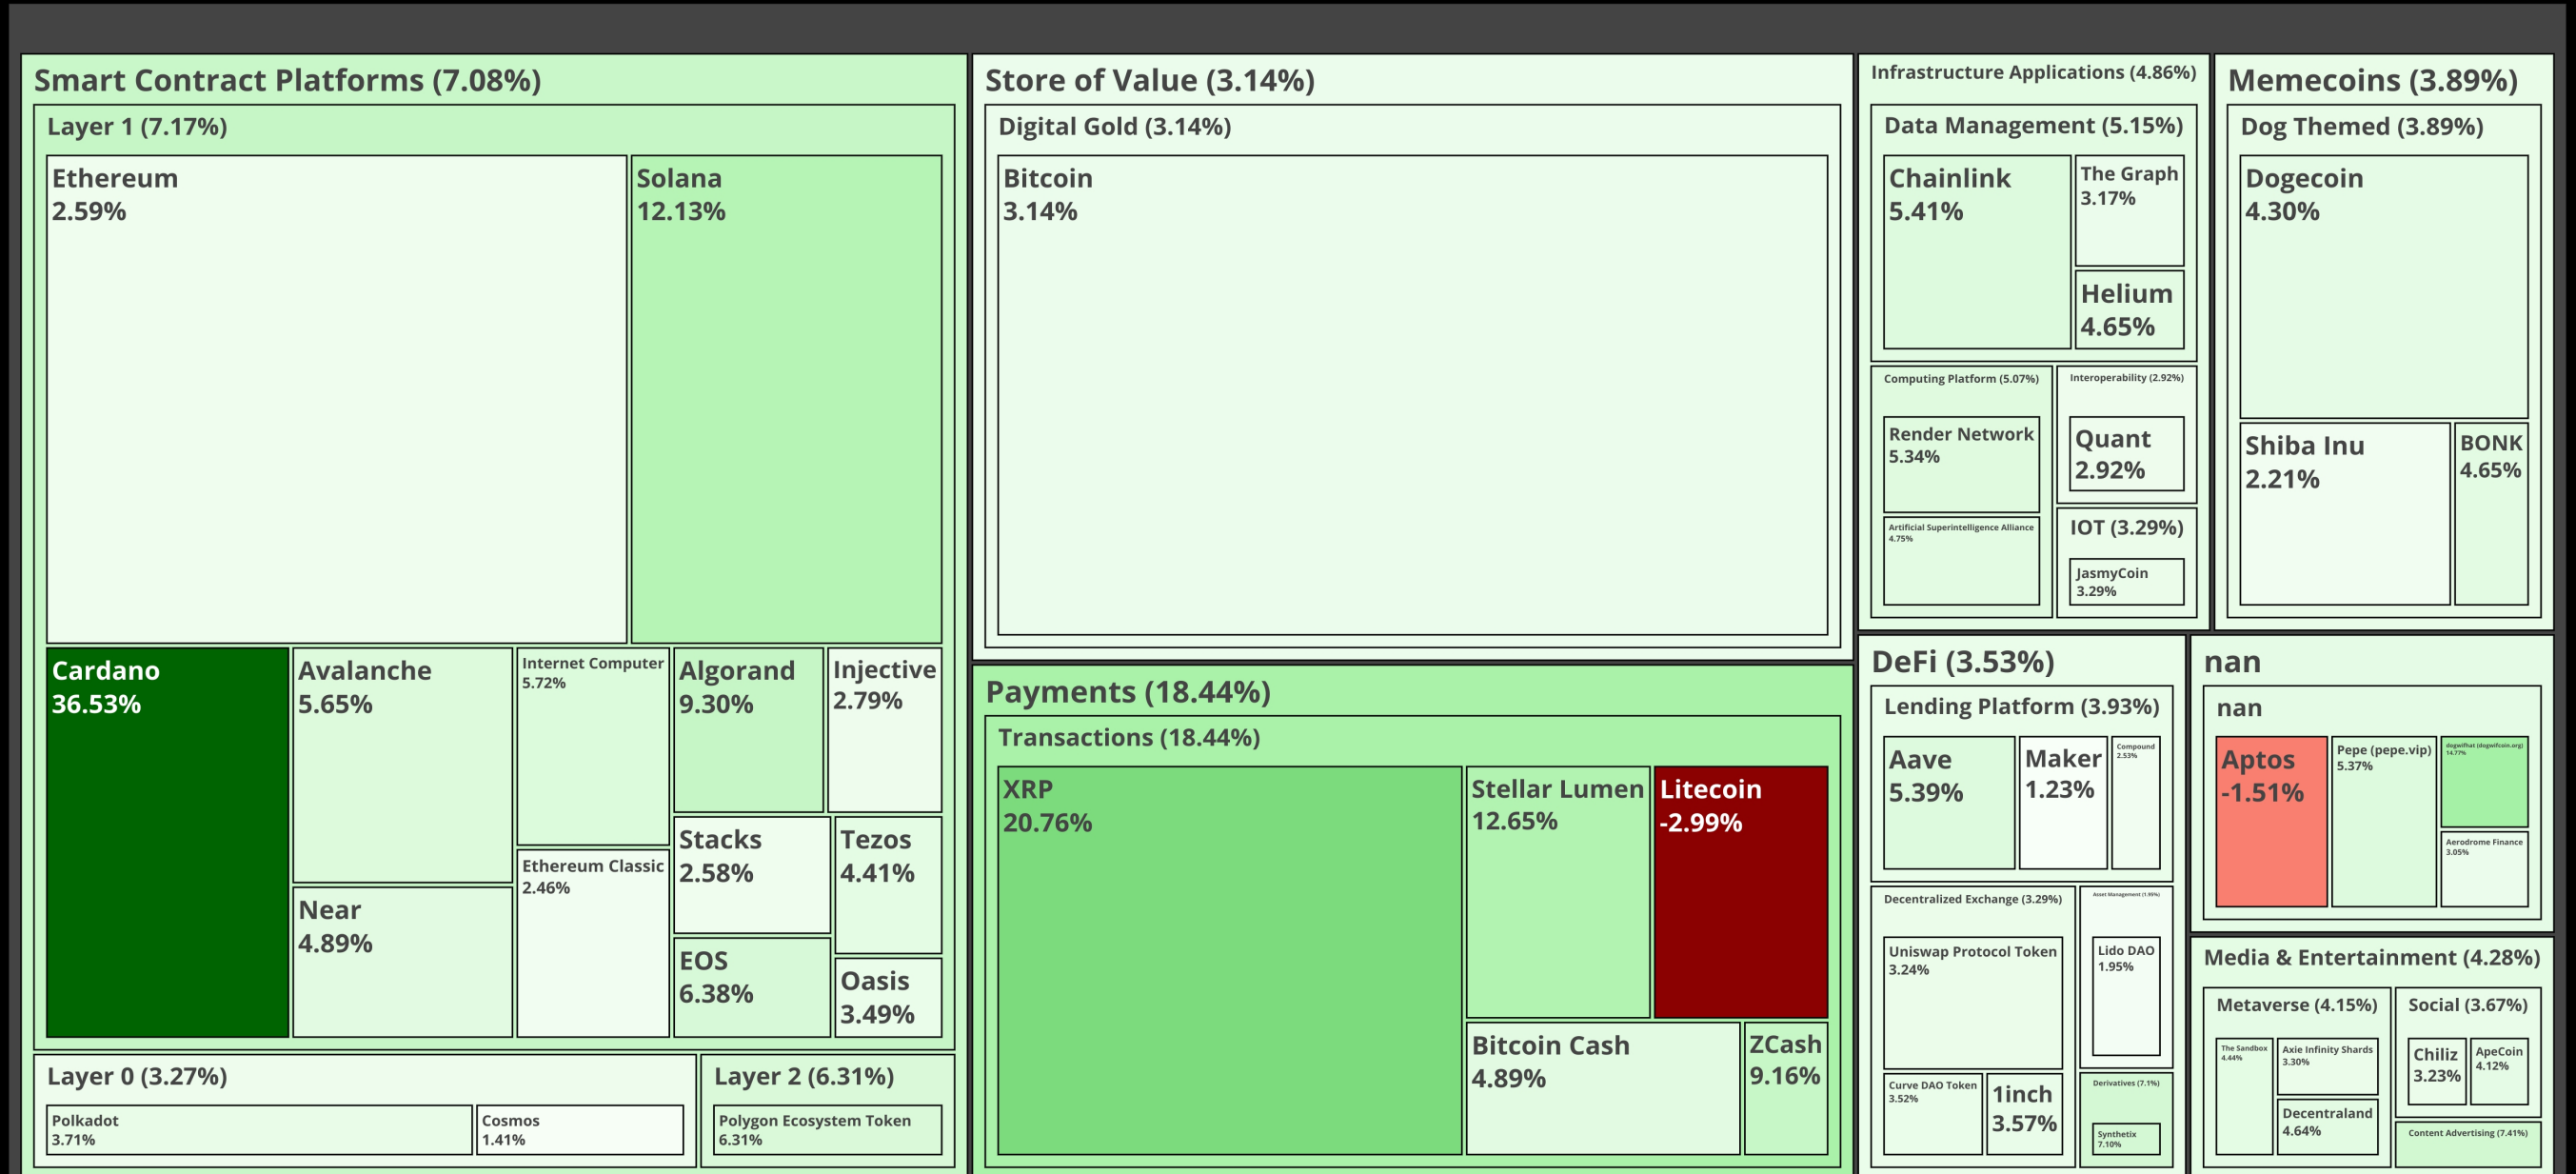 Smart Contract Platforms (7.08%)
Layer 1 (7.17%)
Ethereum
2.59%
Solana
12.13%
Cardano
36.53%
Avalanche
5.65%
Near
4.89%
Internet Computer
5.72%
Ethereum Classic
2.46%
Algorand
9.30%
Injective
2.79%
Stacks
2.58%
Tezos
4.41%
EOS
6.38%
Oasis
3.49%
Layer 0 (3.27%)
Polkadot
3.71%
Cosmos
1.41%
Layer 2 (6.31%)
Polygon Ecosystem Token
6.31%
Store of Value (3.14%)
Digital Gold (3.14%)
Bitcoin
3.14%
Payments (18.44%)
Transactions (18.44%)
XRP
20.76%
Stellar Lumen
12.65%
Litecoin
-2.99%
Bitcoin Cash
4.89%
ZCash
9.16%
Infrastructure Applications (4.86%)
Data Management (5.15%)
Chainlink
5.41%
The Graph
3.17%
Helium
4.65%
Computing Platform (5.07%)
Render Network
5.34%
Artificial Superintelligence Alliance
4.75%
Interoperability (2.92%)
Quant
2.92%
IOT (3.29%)
JasmyCoin
3.29%
Memecoins (3.89%)
Dog Themed (3.89%)
Dogecoin
4.30%
Shiba Inu
2.21%
BONK
4.65%
DeFi (3.53%)
Lending Platform (3.93%)
Aave
5.39%
Maker
1.23%
Compound
2.53%
Decentralized Exchange (3.29%)
Uniswap Protocol Token
3.24%
Curve DAO Token
3.52%
1inch
3.57%
Asset Management (1.95%)
Lido DAO
1.95%
Derivatives (7.1%)
Synthetix
7.10%
nan
nan
Aptos
-1.51%
Pepe (pepe.vip)
5.37%
dogwifhat (dogwifcoin.org)
14.77%
Aerodrome Finance
3.05%
Media & Entertainment (4.28%)
Metaverse (4.15%)
The Sandbox
4.44%
Axie Infinity Shards
3.30%
Decentraland
4.64%
Social (3.67%)
Chiliz
3.23%
ApeCoin
4.12%
Content Advertising (7.41%)